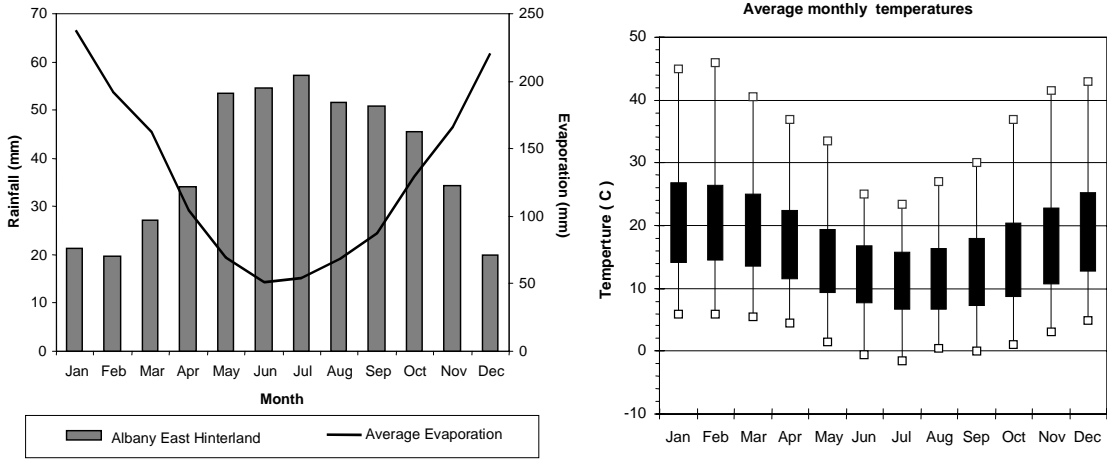 70
60
50
40
30
20
10
0
Rainfall (mm)
250
200
150
100
50
0
Evaporation (mm)
Jan Feb Mar Apr May Jun Jul Aug Sep Oct Nov Dec
Month
Albany East Hinterland Average Evaporation
Average monthly temperatures
50
40
30
20
10
0
-10
Temperture ( C )
Jan Feb Mar Apr May Jun Jul Aug Sep Oct Nov Dec